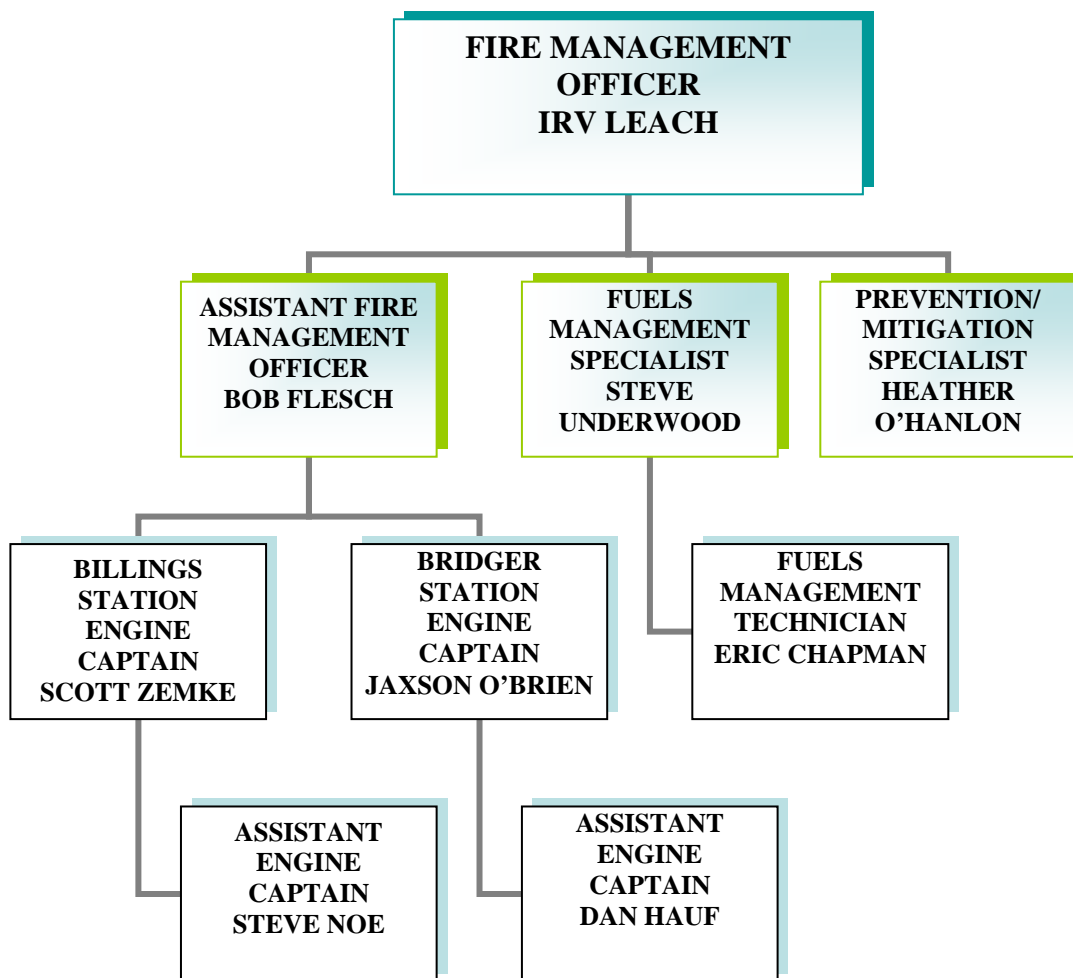 FIRE MANAGEMENT
OFFICER
IRV LEACH
ASSISTANT FIRE
MANAGEMENT
OFFICER
BOB FLESCH
FUELS
MANAGEMENT
SPECIALIST
STEVE
UNDERWOOD
PREVENTION/
MITIGATION
SPECIALIST
HEATHER
O’HANLON
BILLINGS
STATION
ENGINE
CAPTAIN
SCOTT ZEMKE
BRIDGER
STATION
ENGINE
CAPTAIN
JAXSON O’BRIEN
FUELS
MANAGEMENT
TECHNICIAN
ERIC CHAPMAN
ASSISTANT
ENGINE
CAPTAIN
STEVE NOE
ASSISTANT
ENGINE
CAPTAIN
DAN HAUF